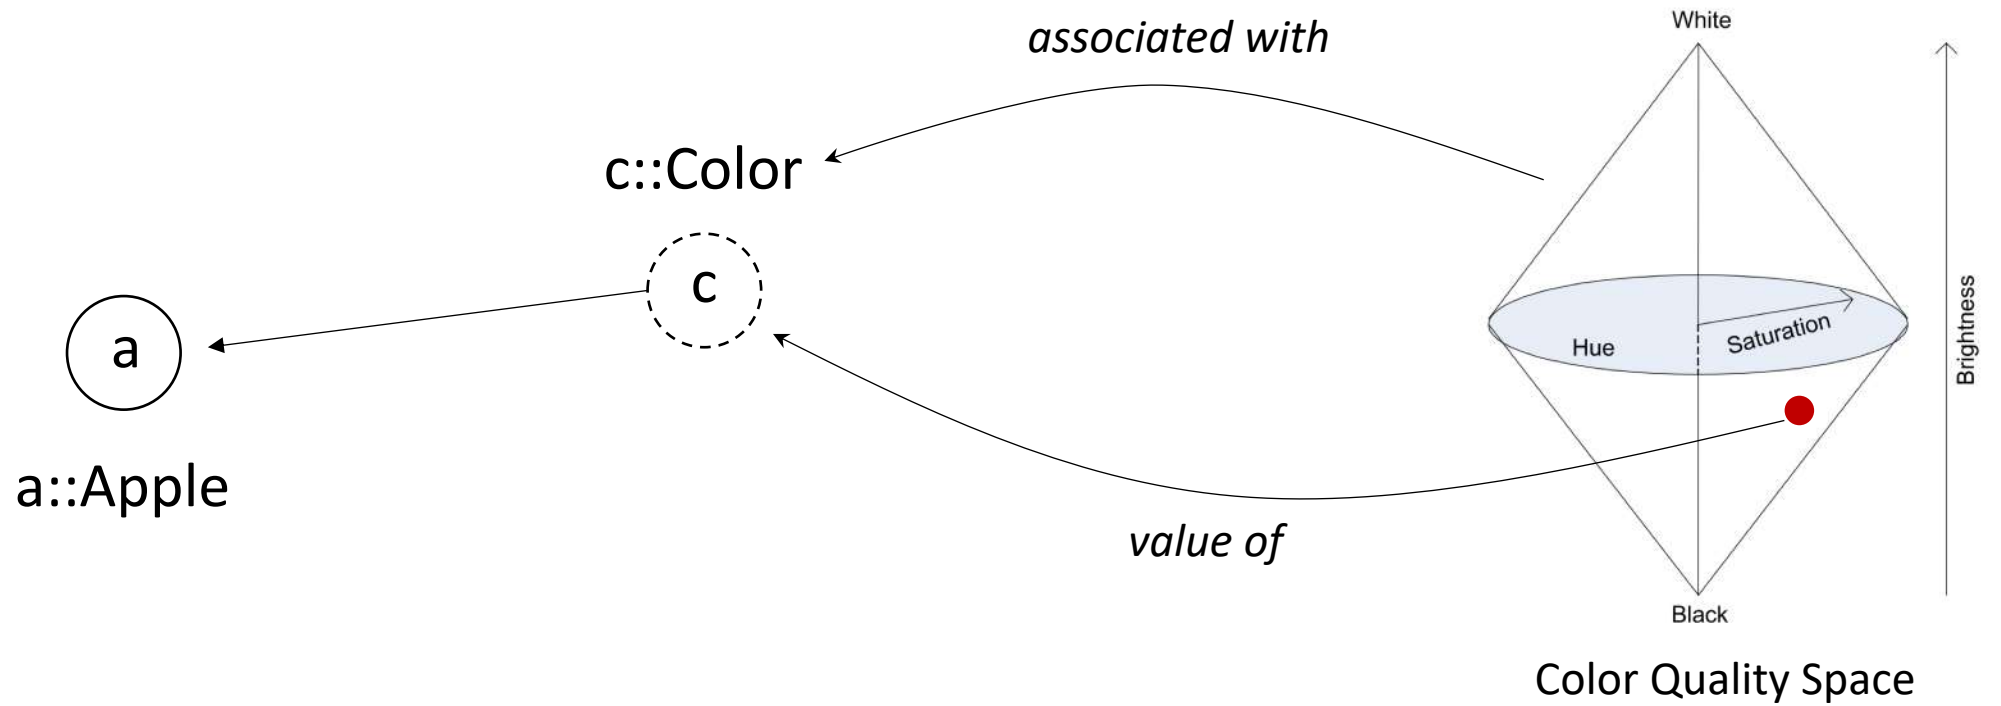 associated with
c::Color
c
a
a::Apple
value of
White
Hue
Saturation
Brightness
Black
Color Quality Space